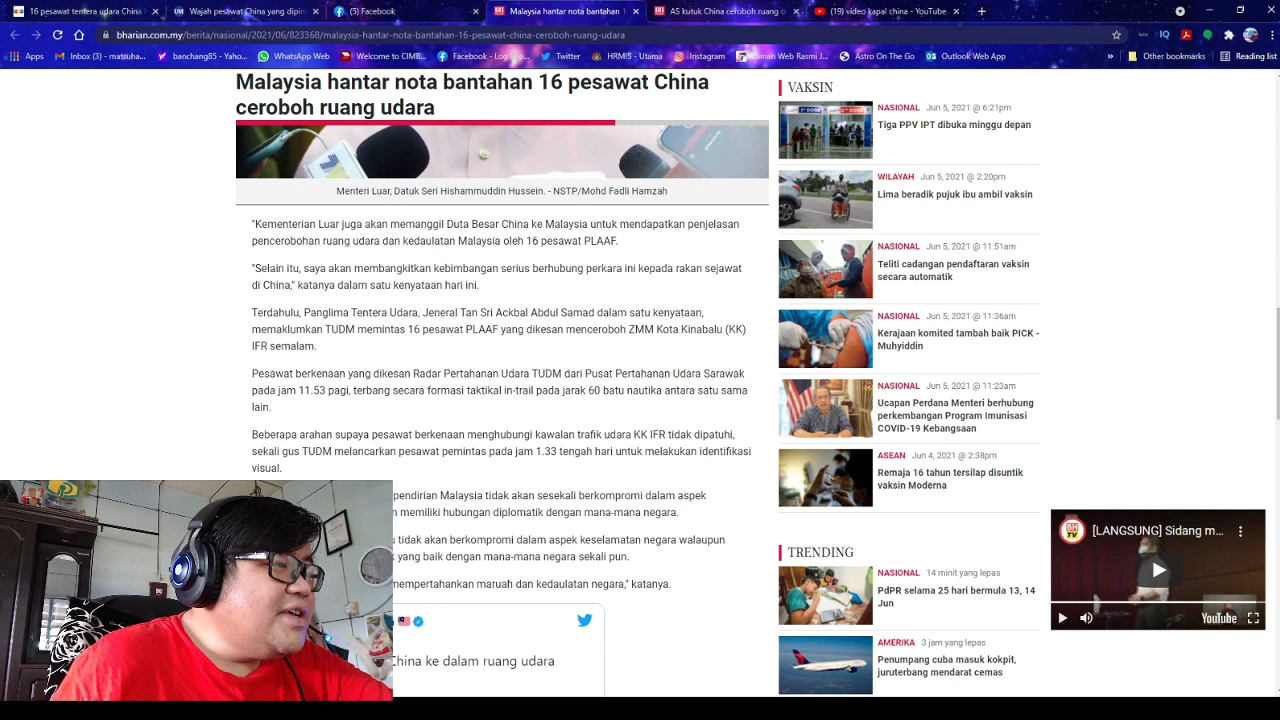 16 pesawat tentera udara China c
Wajah pesawat yang dikesan meng
(1) Facebook
Malaysia hantar nota bantahan 16
AS kutuk China ceroboh ruang ud
(19) video malaysia - YouTube
bharian.com.my/berita/nasional/2021/06/823368/malaysia-hantar-nota-bantahan-16-pesawat-china-ceroboh-ruang-udara
Apps
(1) Inbox | matsuha...
banchang85 - Yahoo...
Welcome to CIMB...
Facebook - Log In o...
Twitter
HRMIS - Utama
Instagram
Laman Web Rasmi J...
Astro On The Go
Outlook Web App
»
Other bookmarks
Reading list
Malaysia hantar nota bantahan 16 pesawat China
ceroboh ruang udara
Menteri Luar, Datuk Seri Hishammuddin Hussein. - NSTP/Mohd Fadli Hamzah
"Kementerian Luar juga akan memanggil Duta Besar China ke Malaysia untuk mendapatkan penjelasan
pencerobohan ruang udara dan kedaulatan Malaysia oleh 16 pesawat PLAAF.
"Selain itu, saya akan membangkitkan kebimbangan serius berhubung perkara ini kepada rakan sejawat
di China," katanya dalam satu kenyataan hari ini.
Terdahulu, Panglima Tentera Udara, Jeneral Tan Sri Ackbal Abdul Samad dalam satu kenyataan,
memaklumkan TUDM memintas 16 pesawat PLAAF yang dikesan menceroboh ZMM Kota Kinabalu (KK)
IFR semalam.
Pesawat berkenaan yang dikesan Radar Pertahanan Udara TUDM dari Pusat Pertahanan Udara Sarawak
pada jam 11.53 pagi, terbang secara formasi taktikal in-trail pada jarak 60 batu nautika antara satu sama
lain.
Beberapa arahan supaya pesawat berkenaan menghubungi kawalan trafik udara KK IFR tidak dipatuhi,
sekali gus TUDM melancarkan pesawat pemintas pada jam 1.33 tengah hari untuk melakukan identifikasi
visual.
pendirian Malaysia tidak akan sesekali berkompromi dalam aspek
n memiliki hubungan diplomatik dengan mana-mana negara.
u tidak akan berkompromi dalam aspek keselamatan negara walaupun
k yang baik dengan mana-mana negara sekali pun.
mempertahankan maruah dan kedaulatan negara," katanya.
China ke dalam ruang udara
VAKSIN
NASIONAL Jun 5, 2021 @ 6:21pm
Tiga PPV IPT dibuka minggu depan
WILAYAH Jun 5, 2021 @ 2:20pm
Lima beradik pujuk ibu ambil vaksin
NASIONAL Jun 5, 2021 @ 11:51am
Teliti cadangan pendaftaran vaksin
secara automatik
NASIONAL Jun 5, 2021 @ 11:36am
Kerajaan komited tambah baik PICK -
Muhyiddin
NASIONAL Jun 5, 2021 @ 11:23am
Ucapan Perdana Menteri berhubung
perkembangan Program Imunisasi
COVID-19 Kebangsaan
ASEAN Jun 4, 2021 @ 2:38pm
Remaja 16 tahun tersilap disuntik
vaksin Moderna
TRENDING
NASIONAL 14 minit yang lepas
PdPR selama 25 hari bermula 13, 14
Jun
AMERIKA 3 jam yang lepas
Penumpang cuba masuk kokpit,
juruterbang mendarat cemas
BH TV
[LANGSUNG] Sidang m...
YouTube